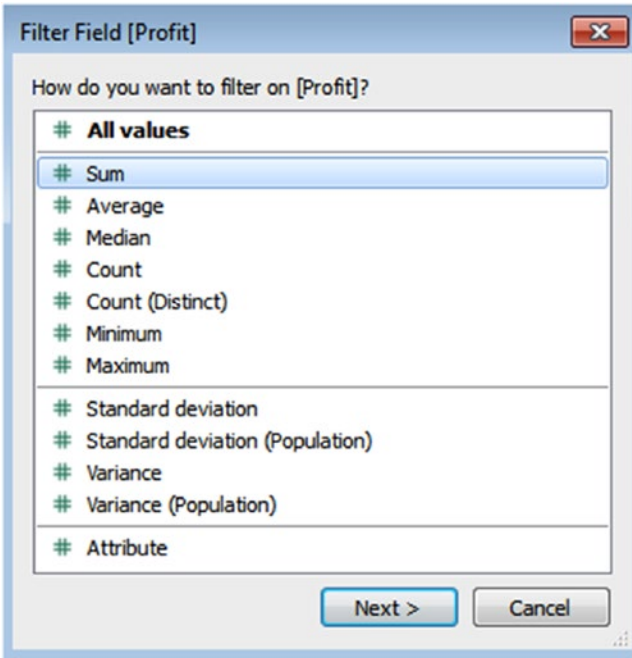 Filter Field [Profit]
How do you want to filter on [Profit]?
# All values
# Sum
# Average
# Median
# Count
# Count (Distinct)
# Minimum
# Maximum
# Standard deviation
# Standard deviation (Population)
# Variance
# Variance (Population)
# Attribute
Next > Cancel